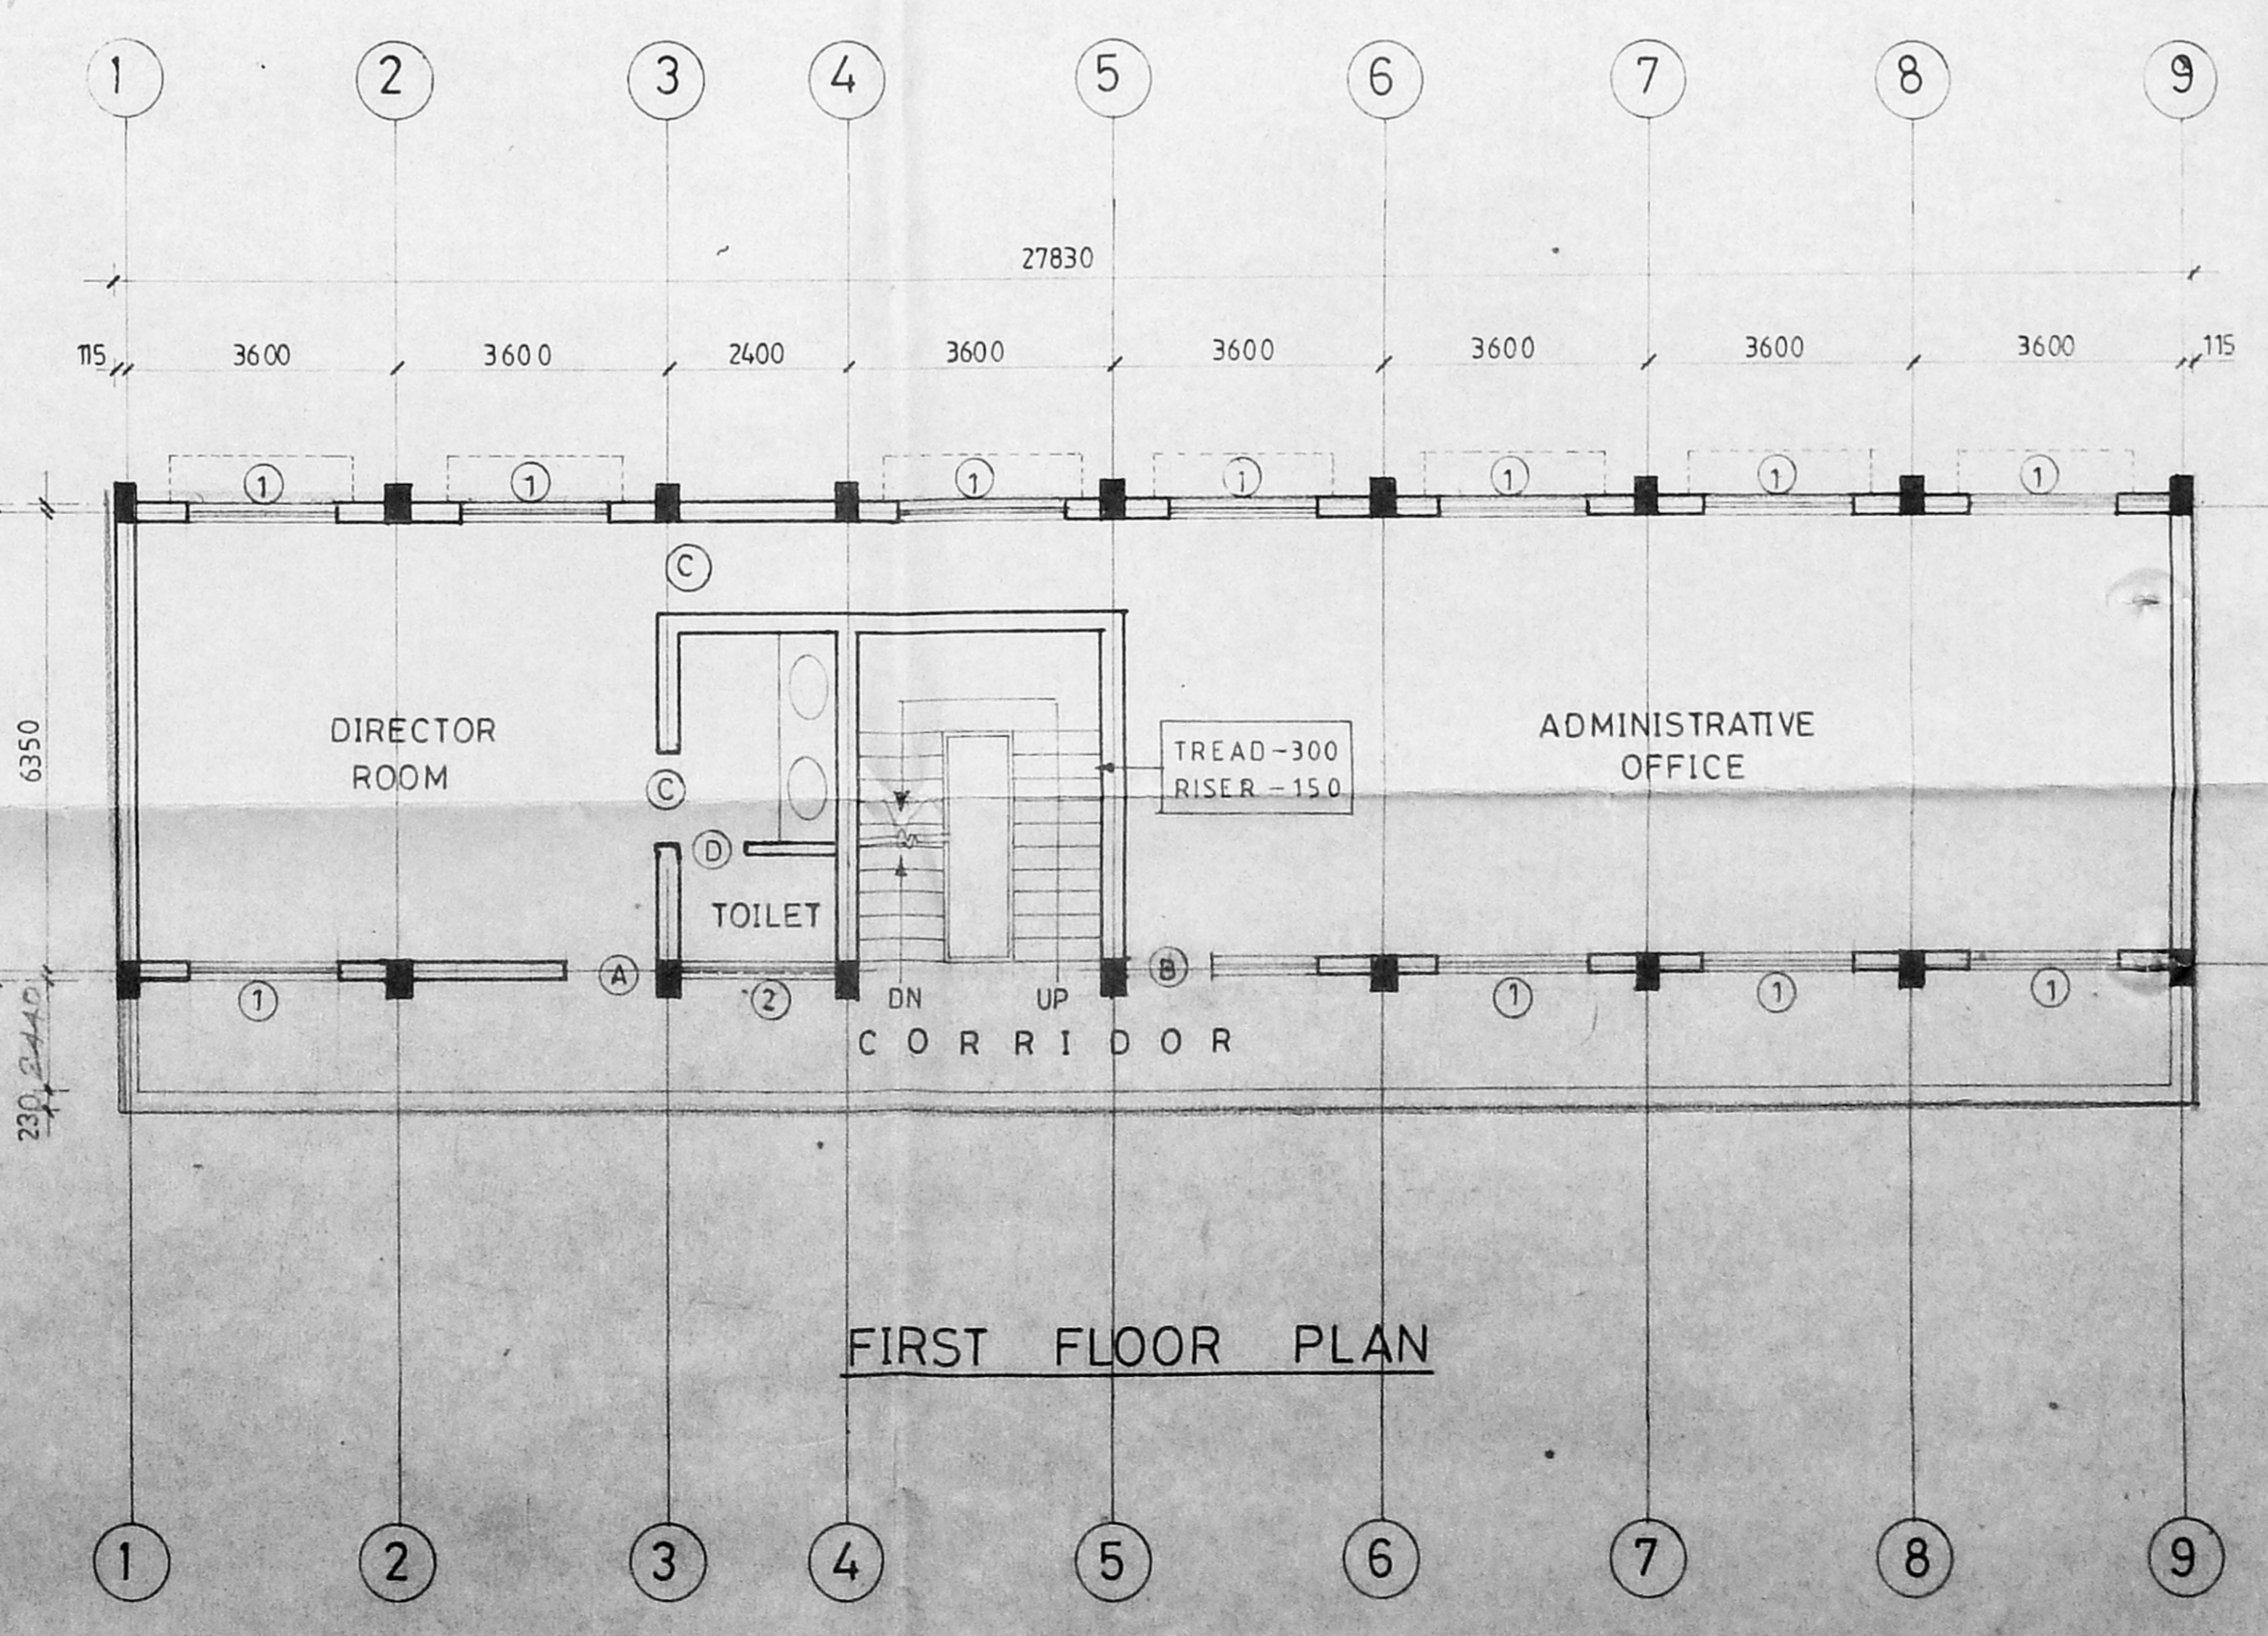 1 2 3 4 5 6 7 8 9
27830
115 3600 3600 2400 3600 3600 3600 3600 3600 115
1 1 1 1 1 1 1
C
DIRECTOR
ROOM
6350
C
D
TOILET
TREAD-300
RISER-150
ADMINISTRATIVE
OFFICE
A
B
1 2 DN UP 1 1 1
CORRIDOR
230
FIRST FLOOR PLAN
1 2 3 4 5 6 7 8 9